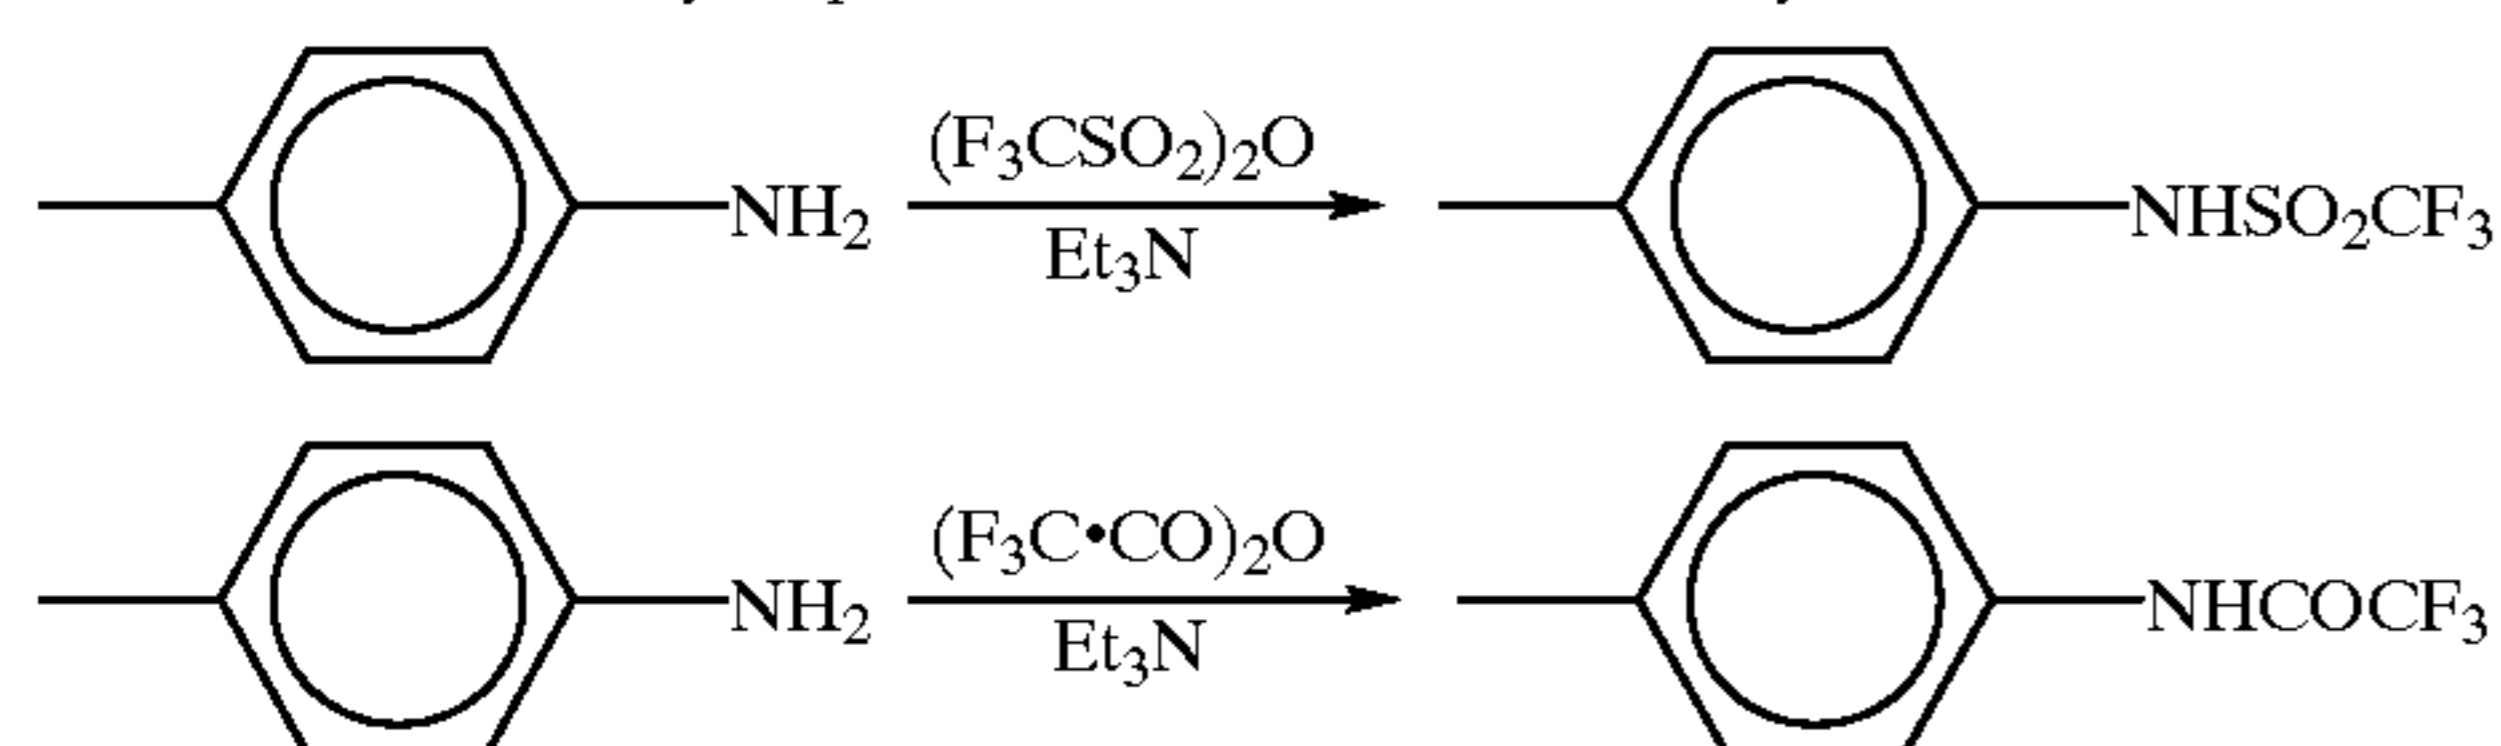 (F₃CSO₂)₂O
NH₂
Et₃N
NHSO₂CF₃
(F₃C•CO)₂O
NH₂
Et₃N
NHCOCF₃